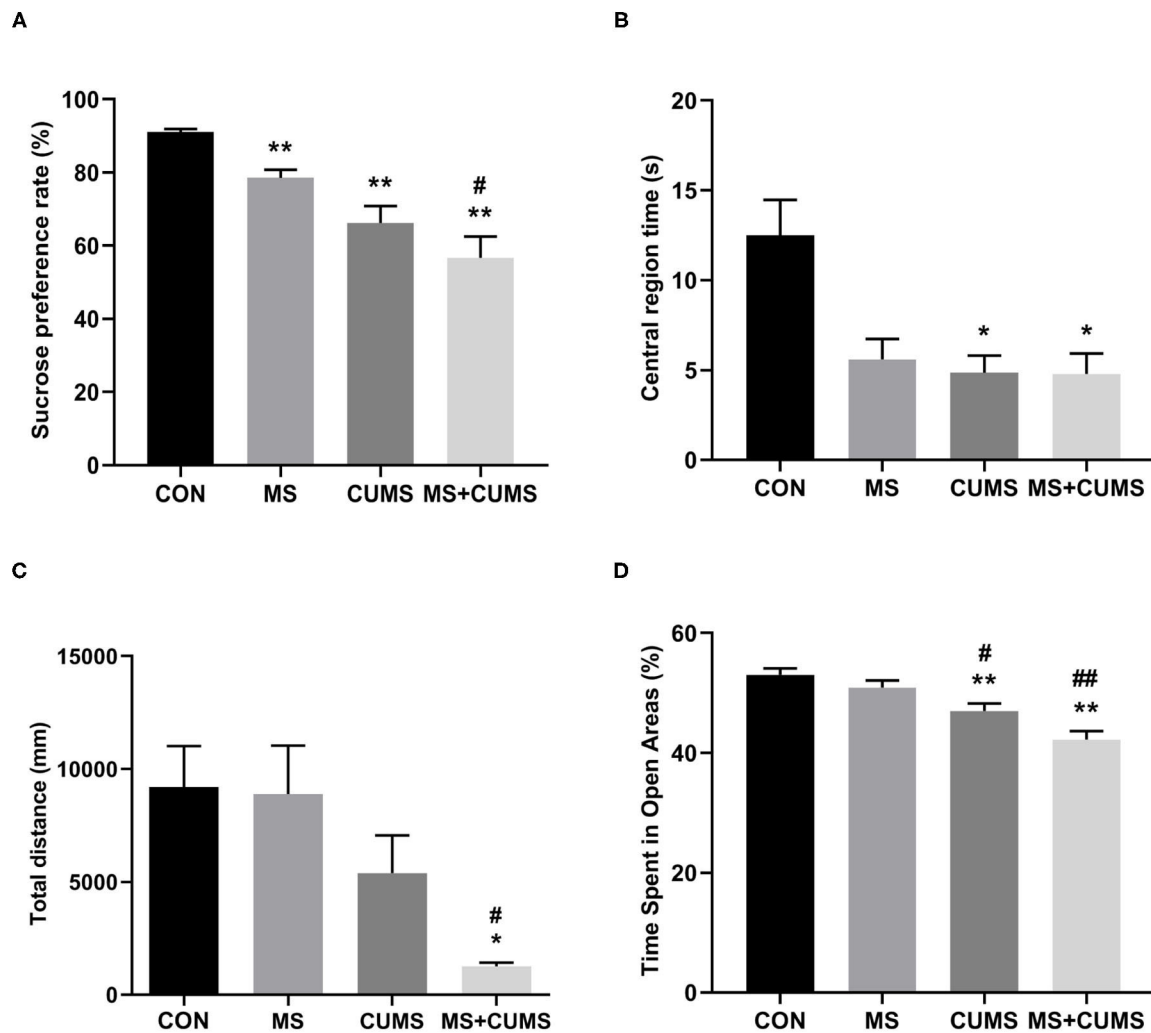 A
Sucrose preference rate (%)
100
80
60
40
20
0
**
**
#
**
CON MS CUMS MS+CUMS
B
Central region time (s)
20
15
10
5
0
*
*
CON MS CUMS MS+CUMS
C
Total distance (mm)
15000
10000
5000
0
#
*
CON MS CUMS MS+CUMS
D
Time Spent in Open Areas (%)
60
40
20
0
#
**
##
**
CON MS CUMS MS+CUMS